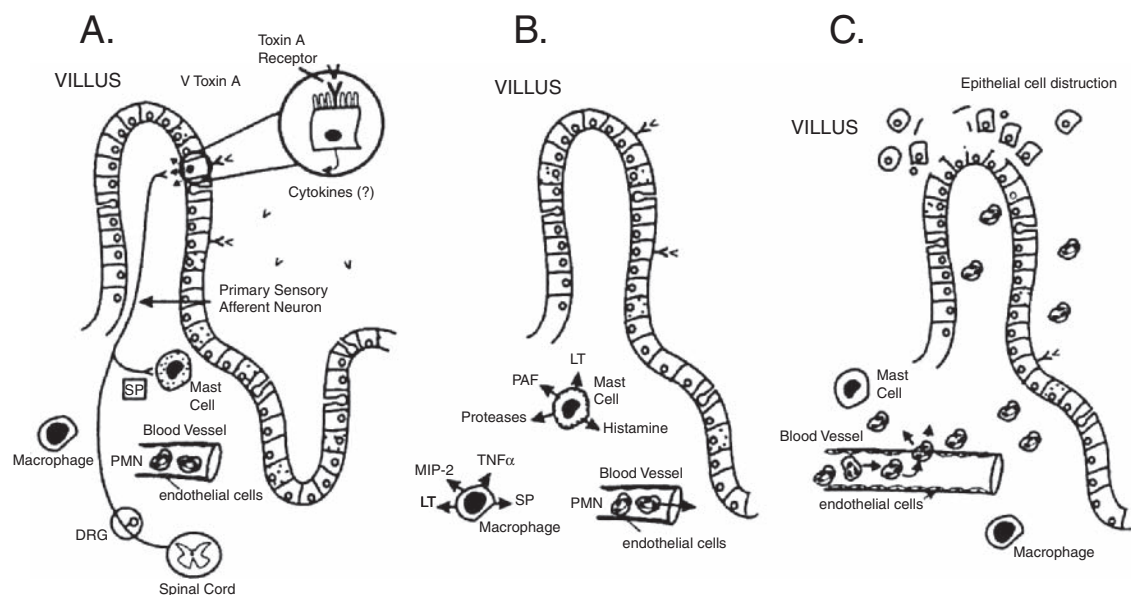 A.
VILLUS
V Toxin A
Toxin A
Receptor
Cytokines (?)
Primary Sensory
Afferent Neuron
SP
Mast
Cell
Macrophage
Blood Vessel
PMN
endothelial cells
DRG
Spinal Cord
B.
VILLUS
LT
PAF
Mast
Cell
Proteases
Histamine
MIP-2
TNFα
LT
SP
Macrophage
Blood Vessel
PMN
endothelial cells
C.
Epithelial cell distruction
VILLUS
Mast
Cell
Blood Vessel
endothelial cells
Macrophage